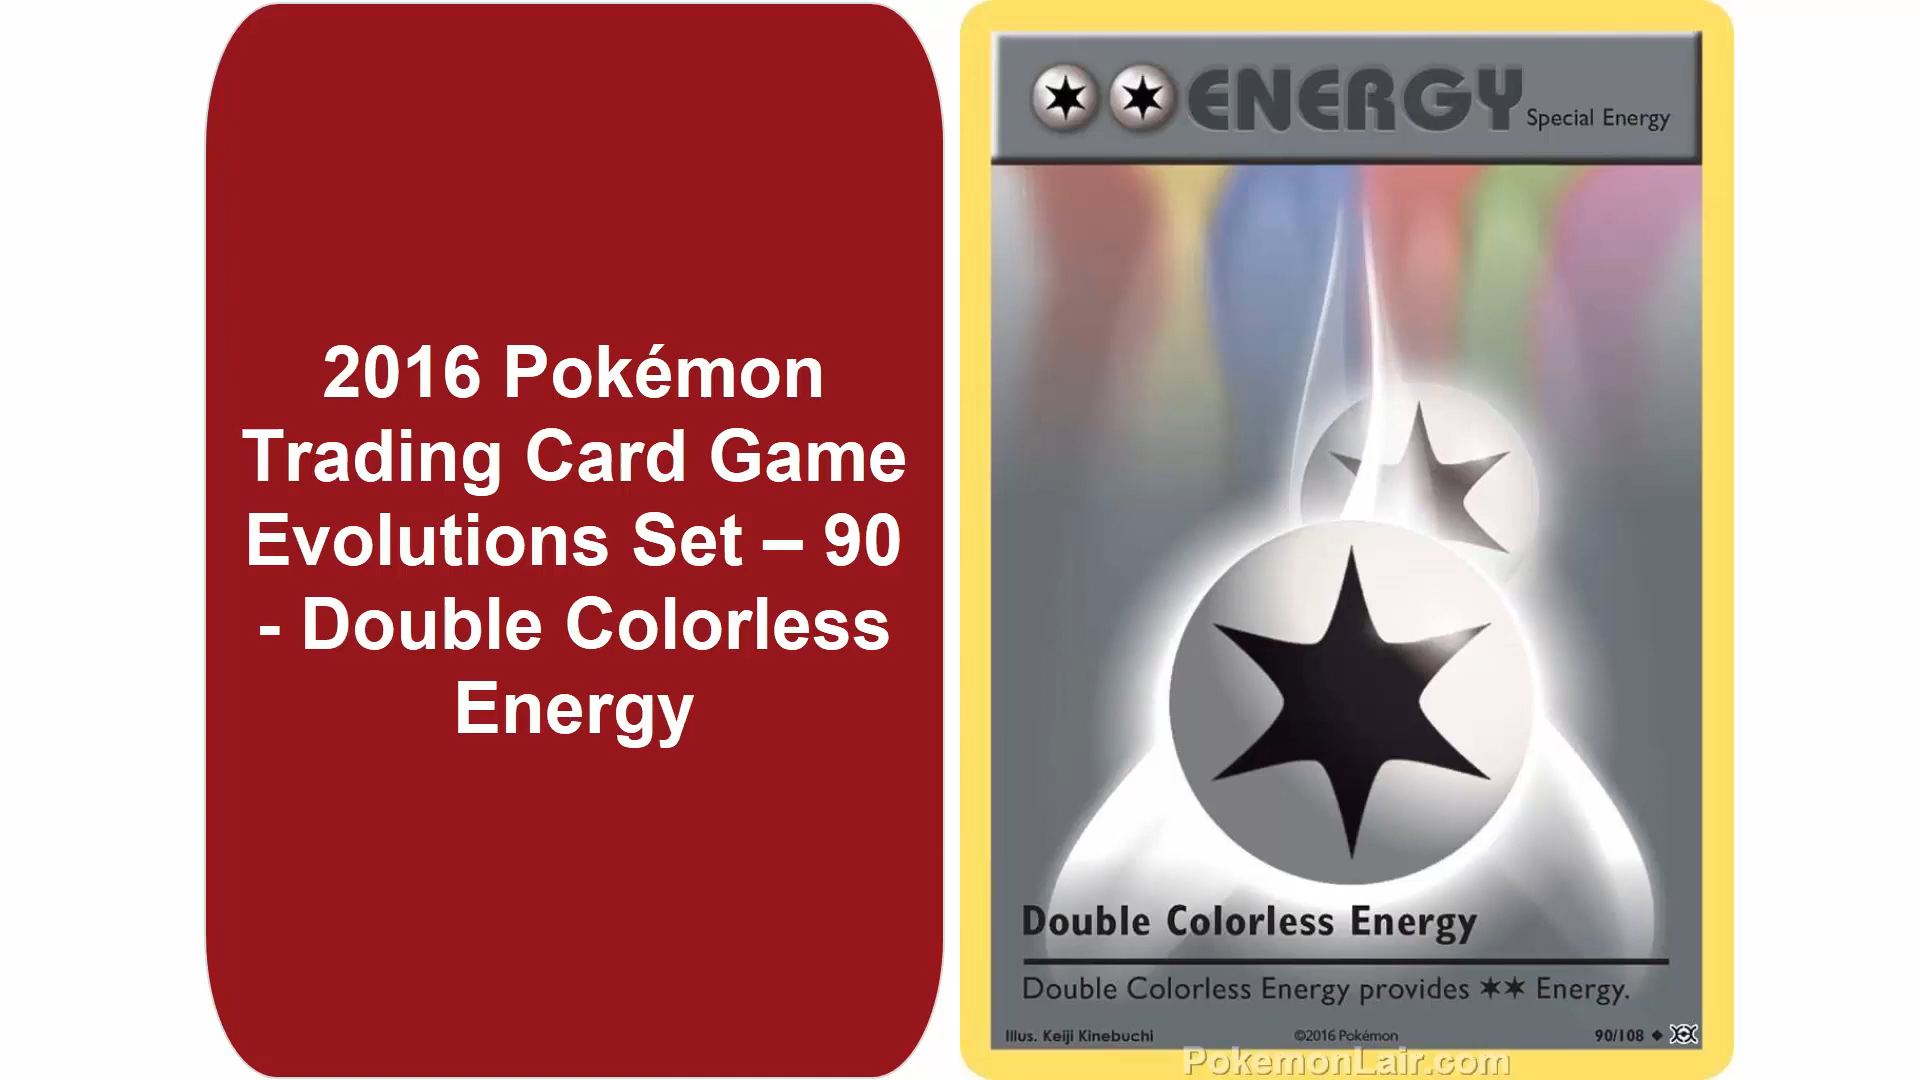 2016 Pokémon
Trading Card Game
Evolutions Set – 90
- Double Colorless
Energy
ENERGY Special Energy
Double Colorless Energy
Double Colorless Energy provides ✶✶ Energy.
Illus. Keiji Kinebuchi ©2016 Pokémon 90/108
PokemonLair.com